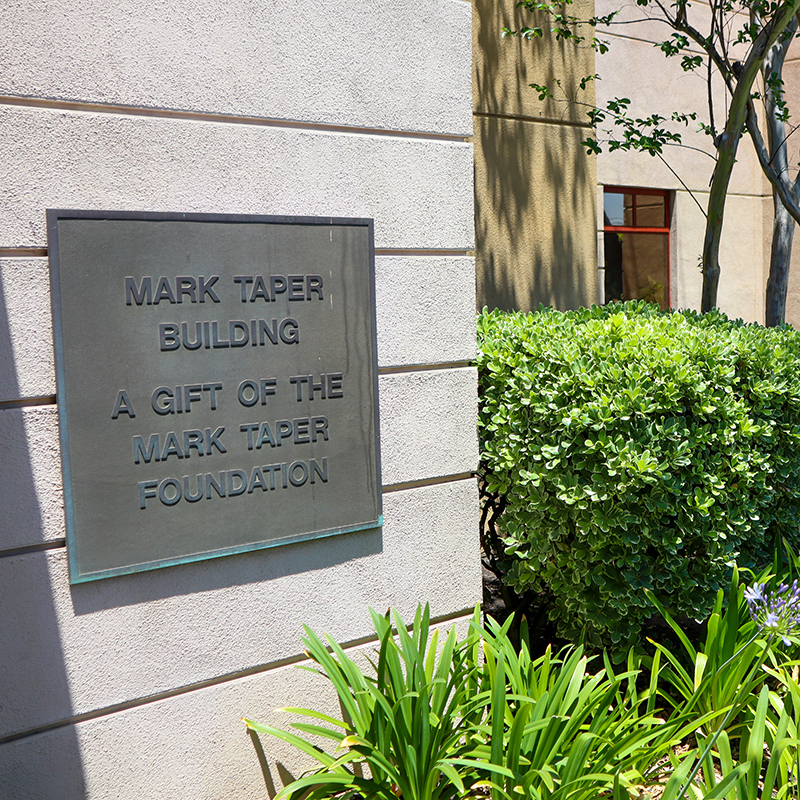 MARK TAPER
BUILDING
A GIFT OF THE
MARK TAPER
FOUNDATION